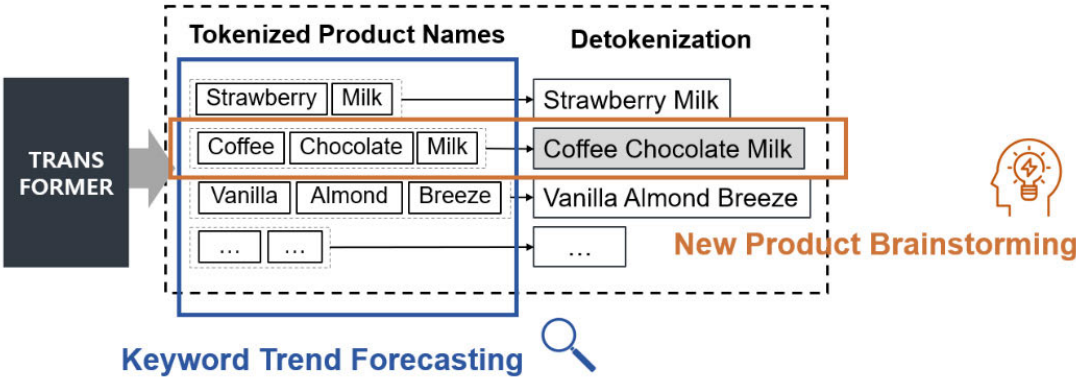 Tokenized Product Names
Detokenization
TRANS
FORMER
Strawberry Milk
Strawberry Milk
Coffee Chocolate Milk
Coffee Chocolate Milk
Vanilla Almond Breeze
Vanilla Almond Breeze
... ...
...
New Product Brainstorming
Keyword Trend Forecasting